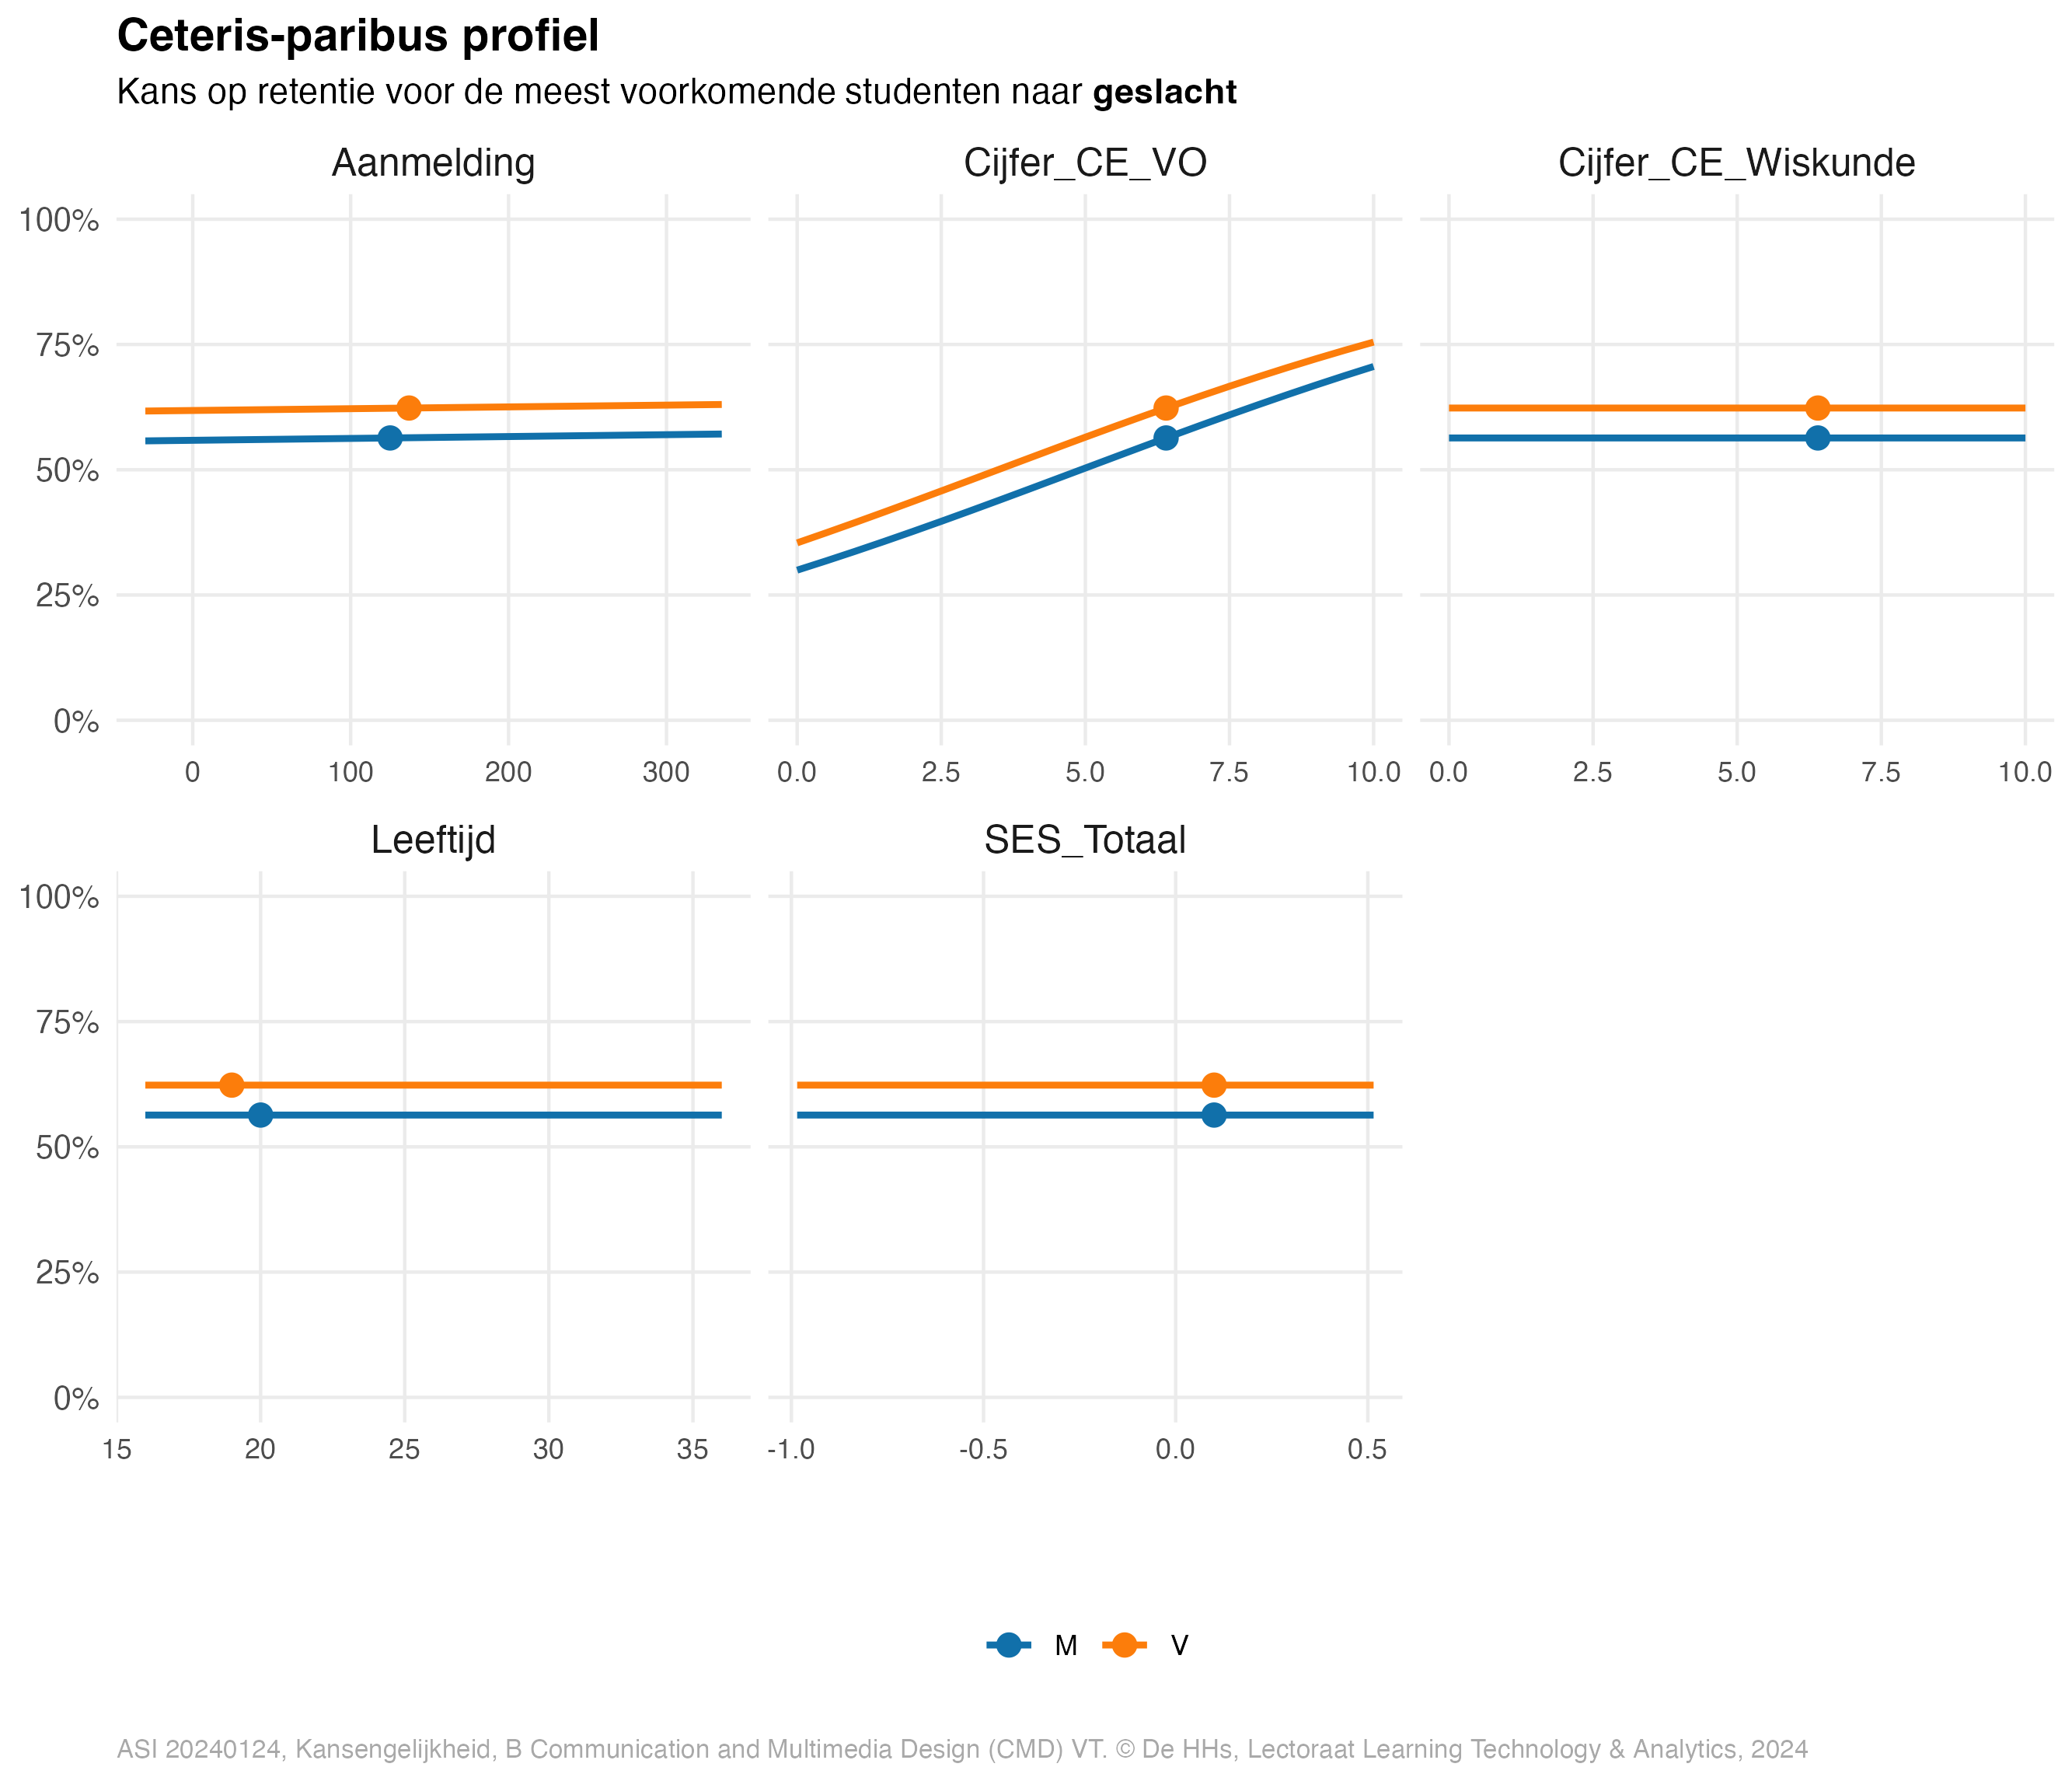 Ceteris-paribus profiel
Kans op retentie voor de meest voorkomende studenten naar geslacht
Aanmelding
Cijfer_CE_VO
Cijfer_CE_Wiskunde
100%
75%
50%
25%
0%
0 100 200 300
0.0 2.5 5.0 7.5 10.0
0.0 2.5 5.0 7.5 10.0
Leeftijd
SES_Totaal
100%
75%
50%
25%
0%
15 20 25 30 35
-1.0 -0.5 0.0 0.5
M V
ASI 20240124, Kansengelijkheid, B Communication and Multimedia Design (CMD) VT. © De HHs, Lectoraat Learning Technology & Analytics, 2024